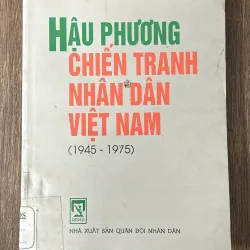 HẬU PHƯƠNG
CHIẾN TRANH
NHÂN DÂN
VIỆT NAM
(1945 - 1975)
NHÀ XUẤT BẢN QUÂN ĐỘI NHÂN DÂN